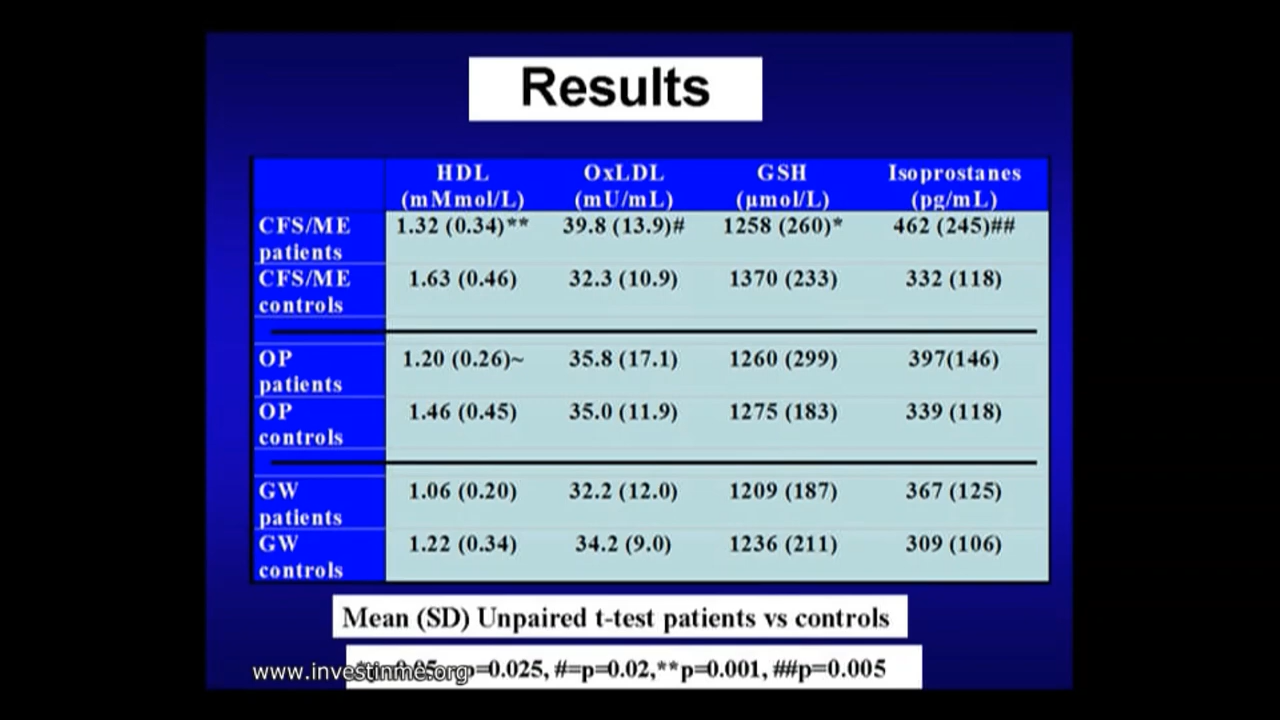 Results
HDL OxLDL GSH Isoprostanes
(mMmol/L) (mU/mL) (µmol/L) (pg/mL)
CFS/ME 1.32 (0.34)** 39.8 (13.9)# 1258 (260)* 462 (245)##
patients
CFS/ME 1.63 (0.46) 32.3 (10.9) 1370 (233) 332 (118)
controls
OP 1.20 (0.26)~ 35.8 (17.1) 1260 (299) 397(146)
patients
OP 1.46 (0.45) 35.0 (11.9) 1275 (183) 339 (118)
controls
GW 1.06 (0.20) 32.2 (12.0) 1209 (187) 367 (125)
patients
GW 1.22 (0.34) 34.2 (9.0) 1236 (211) 309 (106)
controls
Mean (SD) Unpaired t-test patients vs controls
p=0.025, #=p=0.02,**p=0.001, ##p=0.005
www.investinme.org